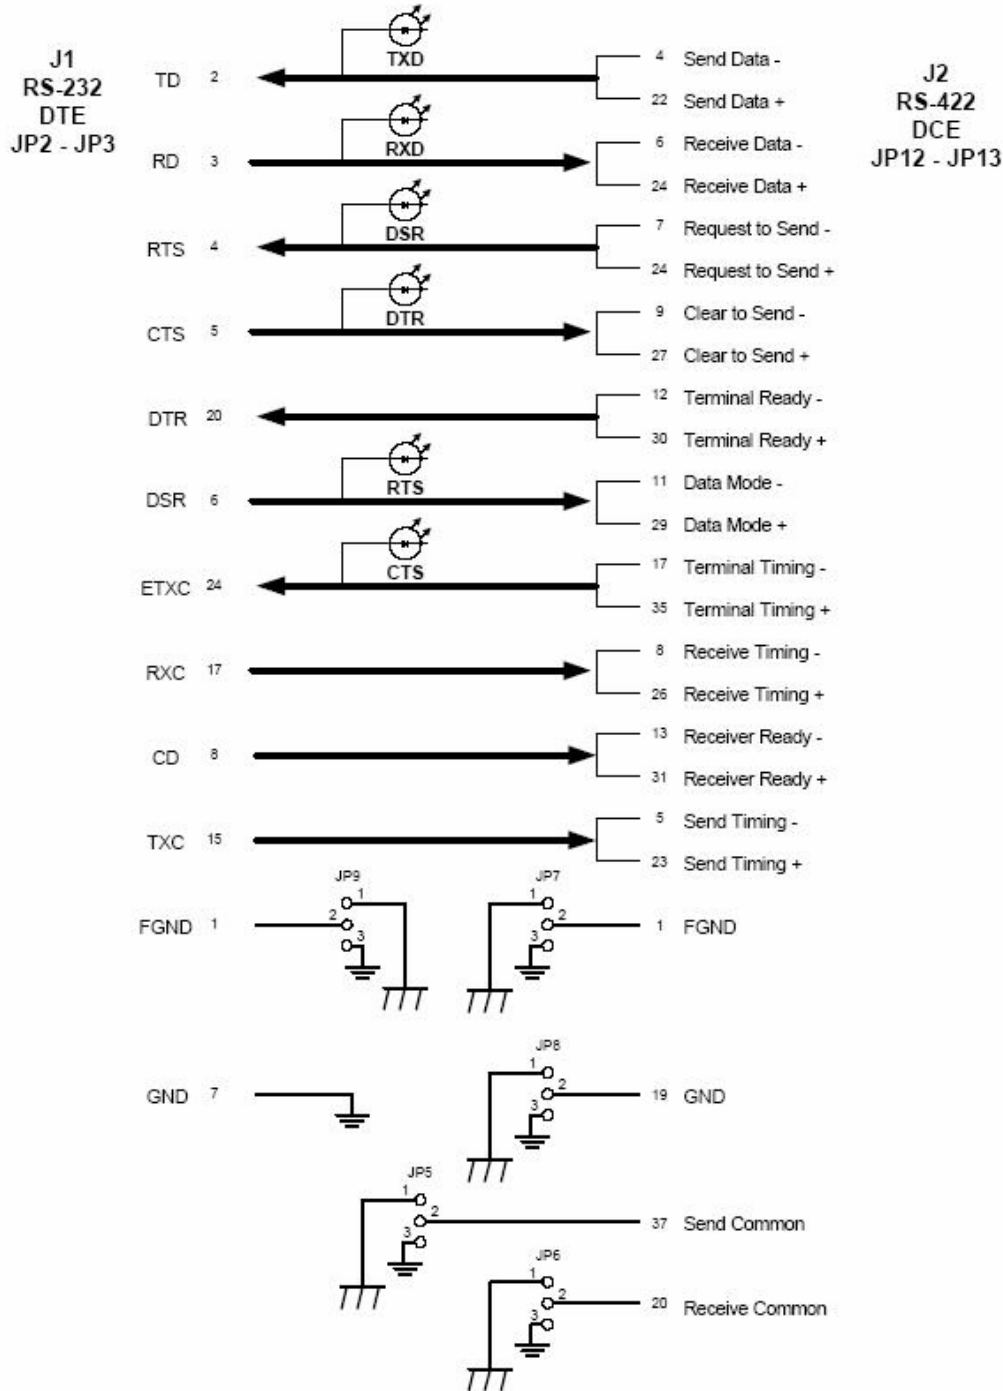 J1
RS-232
DTE
JP2 - JP3
J2
RS-422
DCE
JP12 - JP13
TXD
TD 2
4 Send Data -
22 Send Data +
RXD
RD 3
6 Receive Data -
24 Receive Data +
DSR
RTS 4
7 Request to Send -
24 Request to Send +
DTR
CTS 5
9 Clear to Send -
27 Clear to Send +
DTR 20
12 Terminal Ready -
30 Terminal Ready +
RTS
DSR 6
11 Data Mode -
29 Data Mode +
CTS
ETXC 24
17 Terminal Timing -
35 Terminal Timing +
RXC 17
8 Receive Timing -
26 Receive Timing +
CD 8
13 Receiver Ready -
31 Receiver Ready +
TXC 15
5 Send Timing -
23 Send Timing +
JP9
1
2
3
FGND 1
JP7
1
2
3
1 FGND
GND 7
JP8
1
2
3
19 GND
JP5
1
2
3
37 Send Common
JP6
1
2
3
20 Receive Common